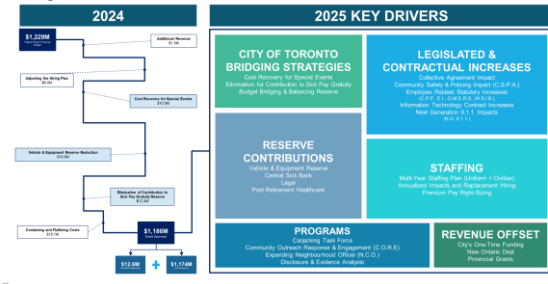 2024
$1,229M
Additional Revenue
Adjusting the Hiring Plan
Cost Recovery for Special Events
Vehicle & Equipment Reserve Reduction
Elimination of Contribution to
Sick Pay Gratuity Reserve
Containing and Flatlining Costs
$1,186M
$12.6M
+
$1,174M
2025 KEY DRIVERS
CITY OF TORONTO
BRIDGING STRATEGIES
Cost Recovery for Special Events
Elimination for Contribution to Sick Pay Gratuity
Budget Bridging & Balancing Reserve
LEGISLATED &
CONTRACTUAL INCREASES
Collective Agreement Impact
Community Safety & Policing Impact (C.S.P.A.)
Employee Related Statutory Increases
(C.P.P., E.I., O.M.E.R.S., W.S.I.B.)
Information Technology Contract Increases
Next Generation 9.1.1. Impacts
(N.G. 9.1.1.)
RESERVE
CONTRIBUTIONS
Vehicle & Equipment Reserve
Central Sick Bank
Legal
Post Retirement Healthcare
STAFFING
Multi-Year Staffing Plan (Uniform + Civilian)
Annualized Impacts and Replacement Hiring
Premium Pay Right-Sizing
PROGRAMS
Carjacking Task Force
Community Outreach Response & Engagement (C.O.R.E)
Expanding Neighbourhood Officer (N.C.O.)
Disclosure & Evidence Analysts
REVENUE OFFSET
City's One-Time Funding
New Ontario Deal
Provincial Grants